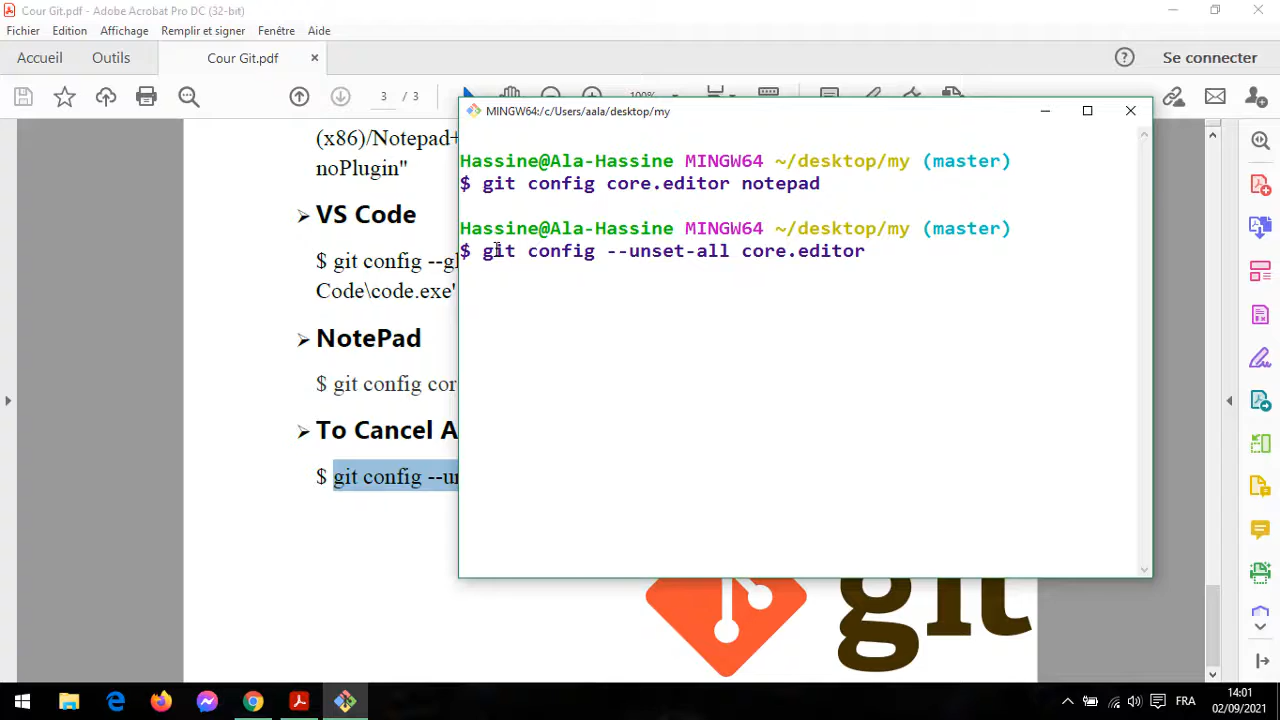 Cour Git.pdf - Adobe Acrobat Pro DC (32-bit)
Fichier Edition Affichage Remplir et signer Fenêtre Aide
Accueil Outils Cour Git.pdf × Se connecter
3 / 3 100%
MINGW64:/c/Users/aala/desktop/my
(x86)/Notepad+
noPlugin"
VS Code
$ git config --gl
Code\code.exe'
NotePad
$ git config cor
To Cancel A
$ git config --un
Hassine@Ala-Hassine MINGW64 ~/desktop/my (master)
$ git config core.editor notepad
Hassine@Ala-Hassine MINGW64 ~/desktop/my (master)
$ git config --unset-all core.editor
git
FR
14:01
02/09/2021